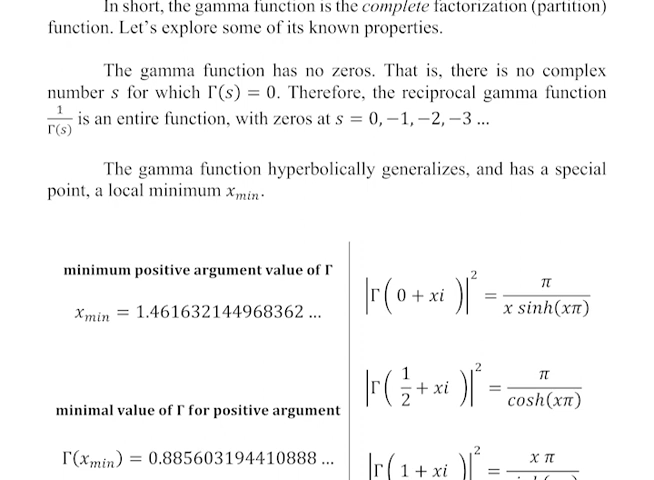 In short, the gamma function is the complete factorization (partition)
function. Let's explore some of its known properties.
The gamma function has no zeros. That is, there is no complex
number s for which Γ(s) = 0. Therefore, the reciprocal gamma function
1/Γ(s) is an entire function, with zeros at s = 0, −1, −2, −3 ...
The gamma function hyperbolically generalizes, and has a special
point, a local minimum x_min.
minimum positive argument value of Γ
x_min = 1.461632144968362 ...
minimal value of Γ for positive argument
Γ(x_min) = 0.885603194410888 ...
|Γ( 0 + xi )|² = π / (x sinh(xπ))
|Γ( 1/2 + xi )|² = π / cosh(xπ)
|Γ( 1 + xi )|² = x π